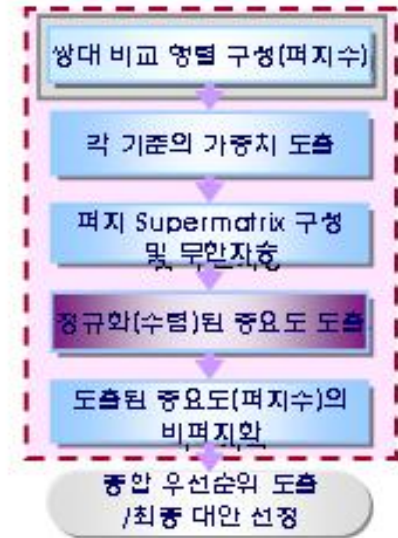 쌍대 비교 행렬 구성(퍼지수)
각 기준의 가중치 도출
퍼지 Supermatrix 구성
및 무한자승
정규화(수렴)된 중요도 도출
도출된 중요도(퍼지수)의
비퍼지화
종합 우선순위 도출
/최종 대안 선정